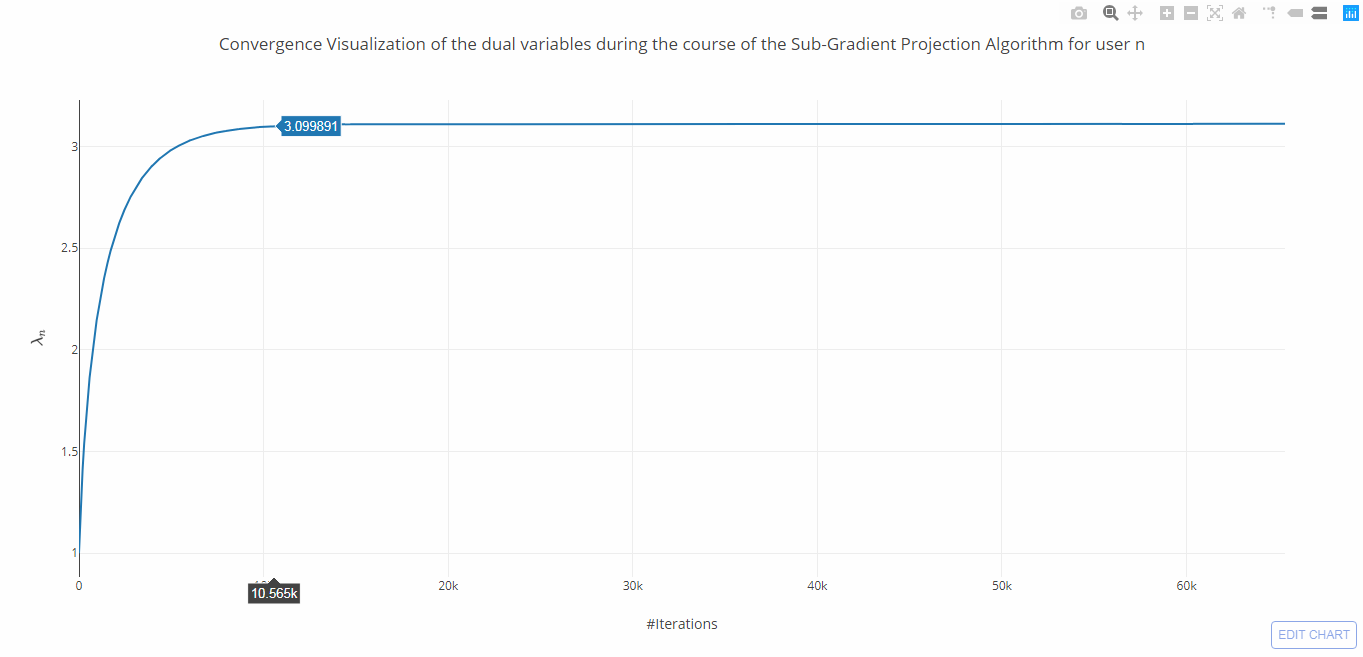 Convergence Visualization of the dual variables during the course of the Sub-Gradient Projection Algorithm for user n
3.099891
3
2.5
2
1.5
1
λn
0
20k
30k
40k
50k
60k
10.565k
#Iterations
EDIT CHART